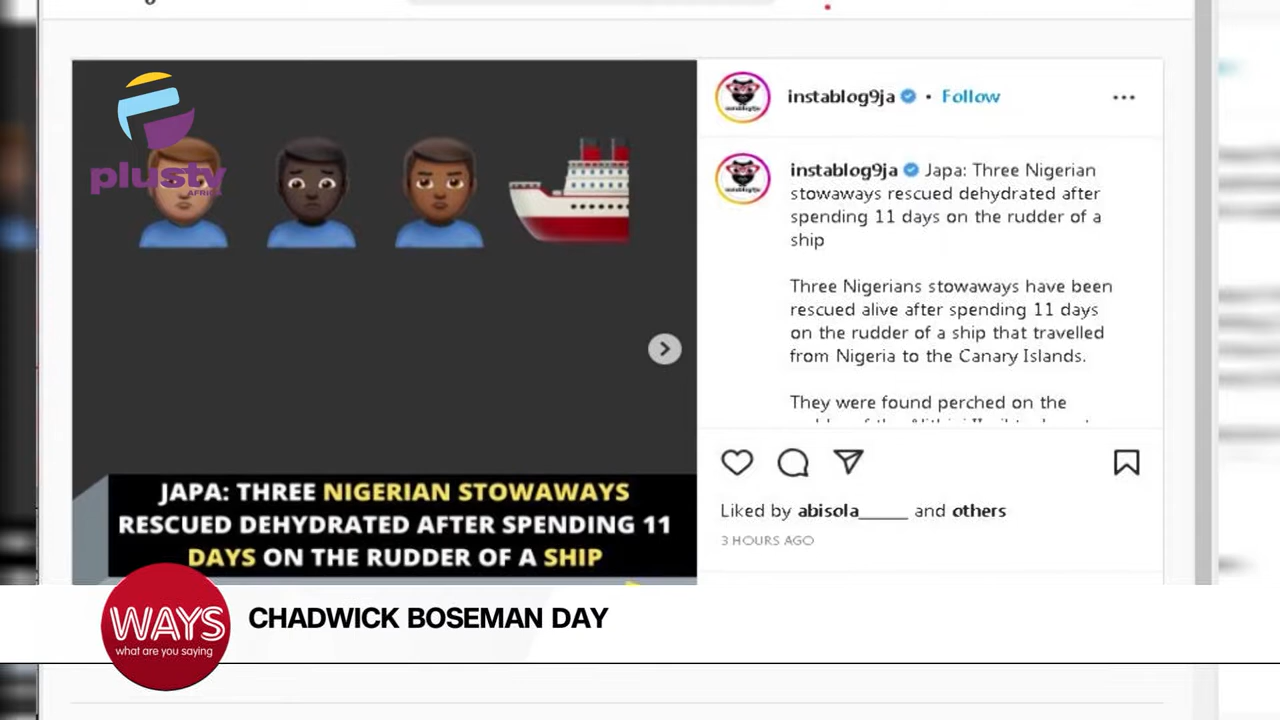 plustv
AFRICA
instablog9ja • Follow
instablog9ja Japa: Three Nigerian
stowaways rescued dehydrated after
spending 11 days on the rudder of a
ship
Three Nigerians stowaways have been
rescued alive after spending 11 days
on the rudder of a ship that travelled
from Nigeria to the Canary Islands.
They were found perched on the
JAPA: THREE NIGERIAN STOWAWAYS
RESCUED DEHYDRATED AFTER SPENDING 11
DAYS ON THE RUDDER OF A SHIP
Liked by abisola_____ and others
3 HOURS AGO
WAYS
what are you saying
CHADWICK BOSEMAN DAY